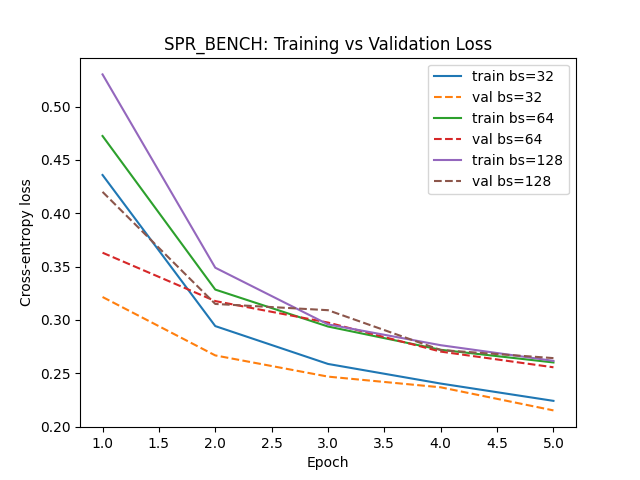 SPR_BENCH: Training vs Validation Loss
train bs=32
val bs=32
train bs=64
val bs=64
train bs=128
val bs=128
Cross-entropy loss
0.50
0.45
0.40
0.35
0.30
0.25
0.20
1.0 1.5 2.0 2.5 3.0 3.5 4.0 4.5 5.0
Epoch